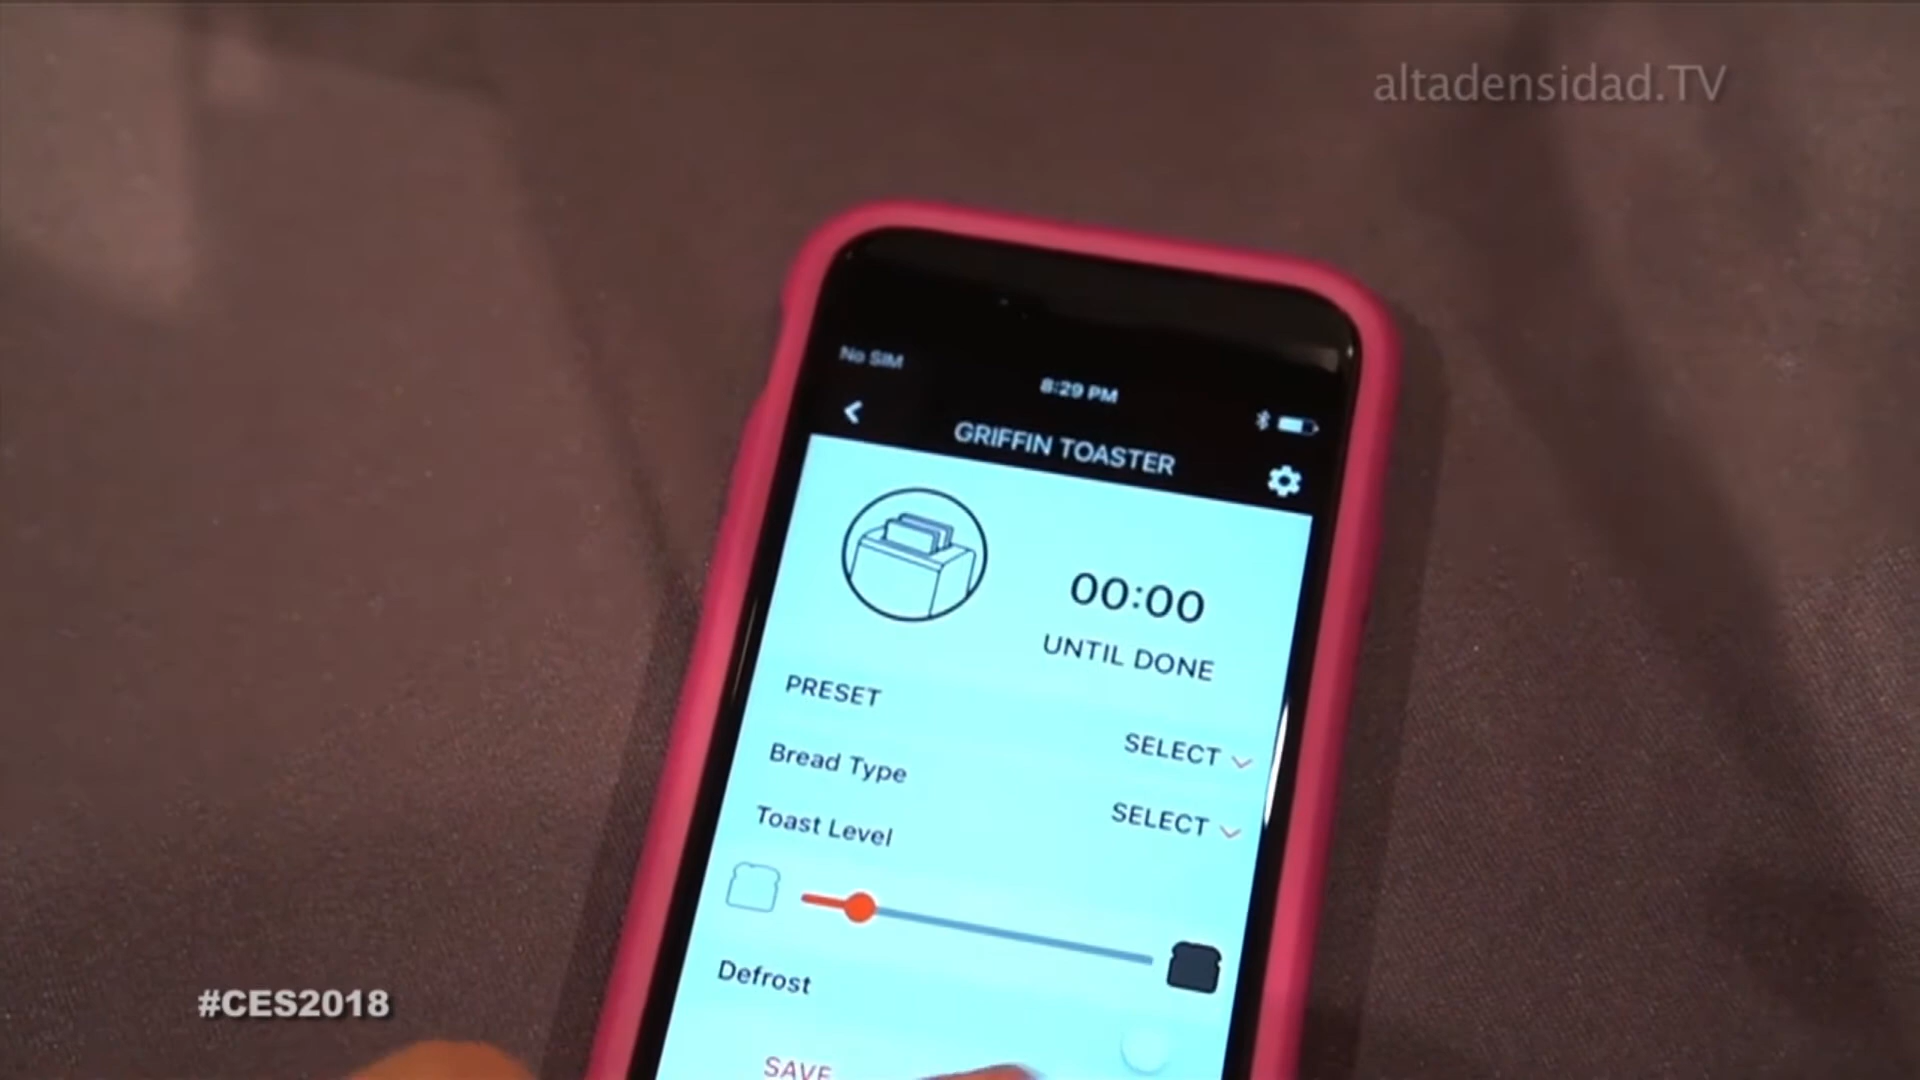 altadensidad.TV
No SIM
8:29 PM
GRIFFIN TOASTER
00:00
UNTIL DONE
PRESET
SELECT
Bread Type
SELECT
Toast Level
Defrost
SAVE
#CES2018